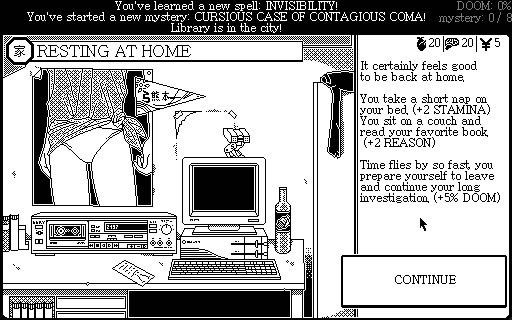 You've learned a new spell: INVISIBILITY!
You've started a new mystery: CURSIOUS CASE OF CONTAGIOUS COMA!
Library is in the city!
DOOM: 0%
mystery: 0 / 8
家 RESTING AT HOME
20 20 ¥ 5
熊本
It certainly feels good
to be back at home.
You take a short nap on
your bed. (+2 STAMINA)
You sit on a couch and
read your favorite book.
(+2 REASON)
Time flies by so fast, you
prepare yourself to leave
and continue your long
investigation. (+5% DOOM)
CONTINUE